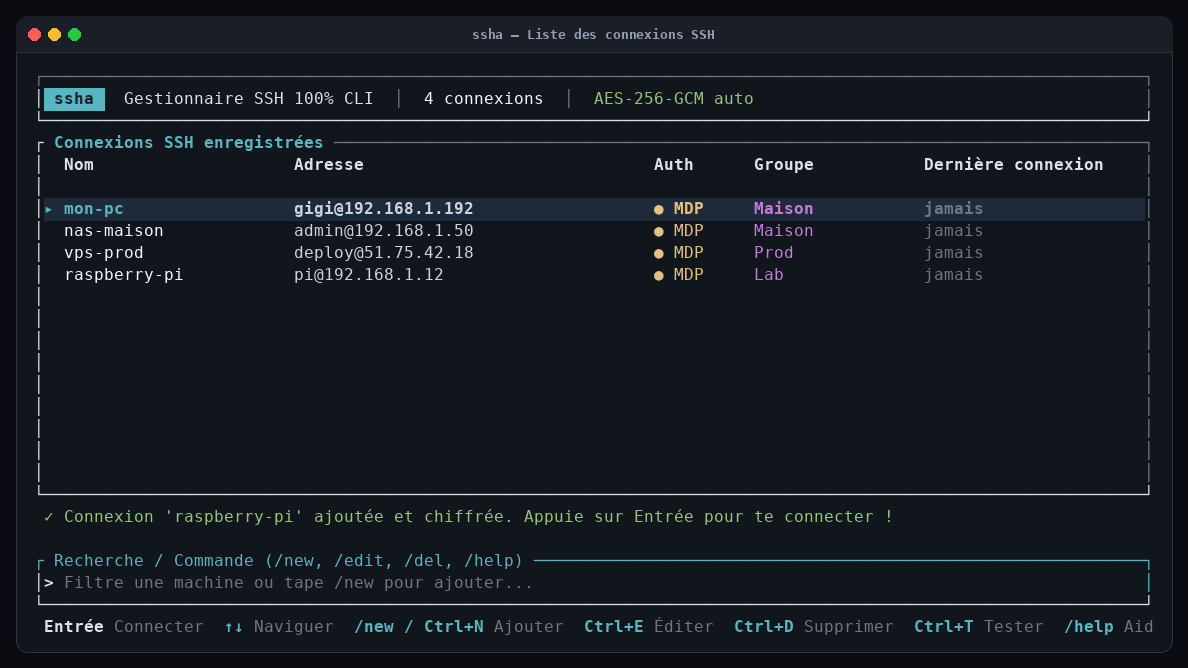 ssha — Liste des connexions SSH
ssha Gestionnaire SSH 100% CLI │ 4 connexions │ AES-256-GCM auto
Connexions SSH enregistrées
Nom Adresse Auth Groupe Dernière connexion
▸ mon-pc gigi@192.168.1.192 ● MDP Maison jamais
nas-maison admin@192.168.1.50 ● MDP Maison jamais
vps-prod deploy@51.75.42.18 ● MDP Prod jamais
raspberry-pi pi@192.168.1.12 ● MDP Lab jamais
✓ Connexion 'raspberry-pi' ajoutée et chiffrée. Appuie sur Entrée pour te connecter !
Recherche / Commande (/new, /edit, /del, /help)
> Filtre une machine ou tape /new pour ajouter...
Entrée Connecter ↑↓ Naviguer /new / Ctrl+N Ajouter Ctrl+E Éditer Ctrl+D Supprimer Ctrl+T Tester /help Aid